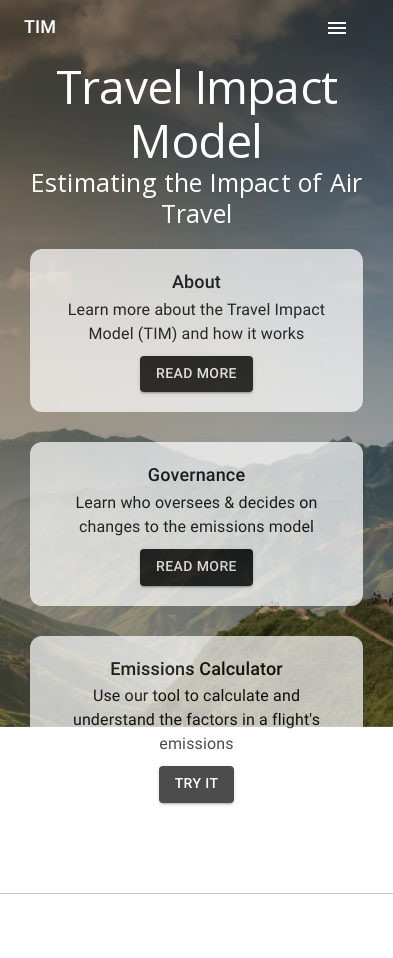 TIM
Travel Impact
Model
Estimating the Impact of Air
Travel
About
Learn more about the Travel Impact
Model (TIM) and how it works
READ MORE
Governance
Learn who oversees & decides on
changes to the emissions model
READ MORE
Emissions Calculator
Use our tool to calculate and
understand the factors in a flight's
emissions
TRY IT